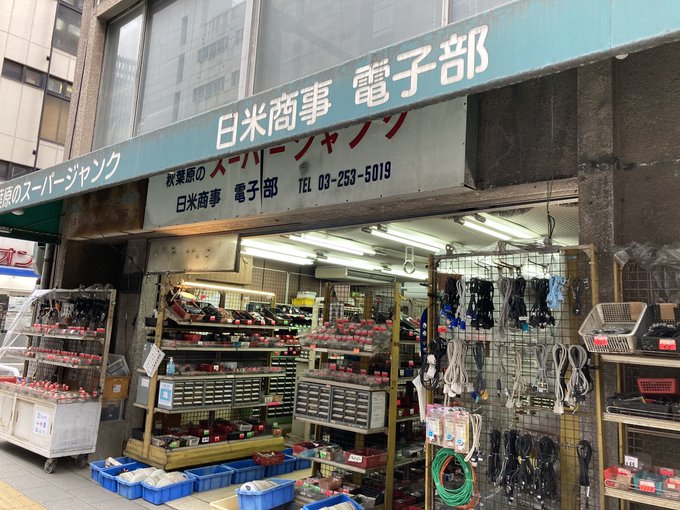 日米商事 電子部
秋葉原のスーパージャンク
秋葉原の スーパージャンク
日米商事 電子部 TEL 03-253-5019